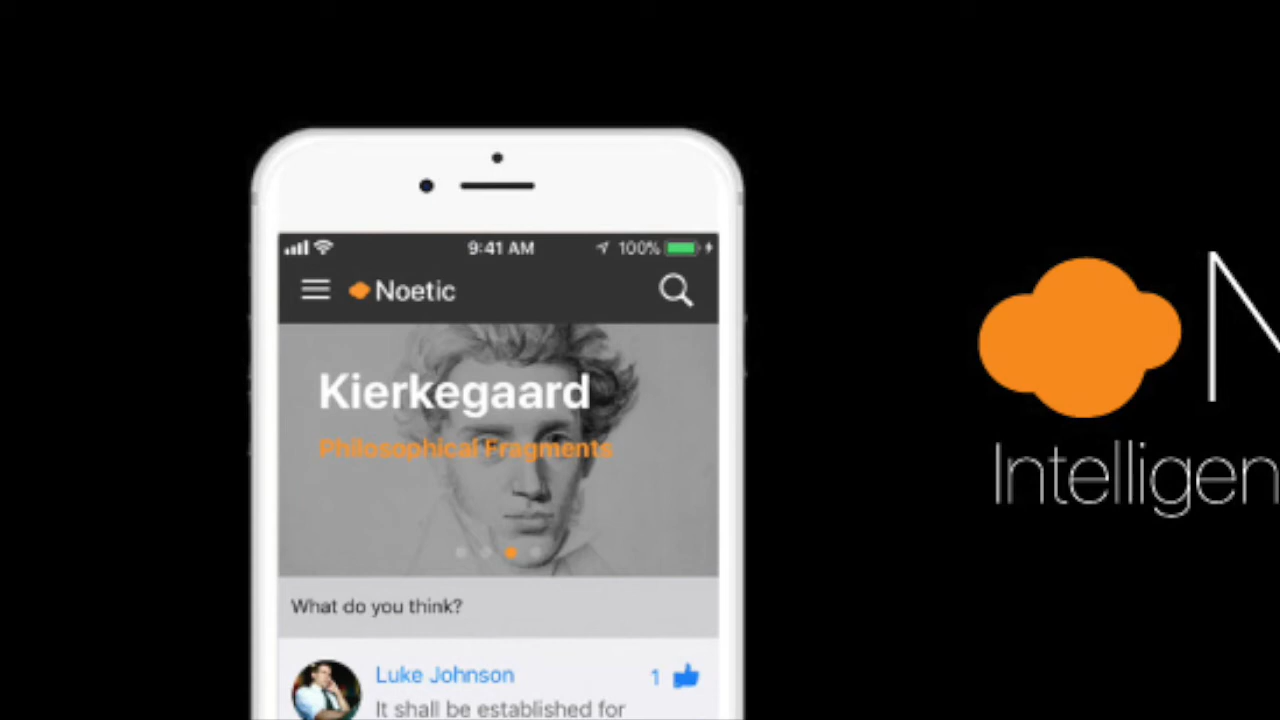 9:41 AM
100%
Noetic
Kierkegaard
Philosophical Fragments
What do you think?
Luke Johnson
1
It shall be established for
N
Intelligen